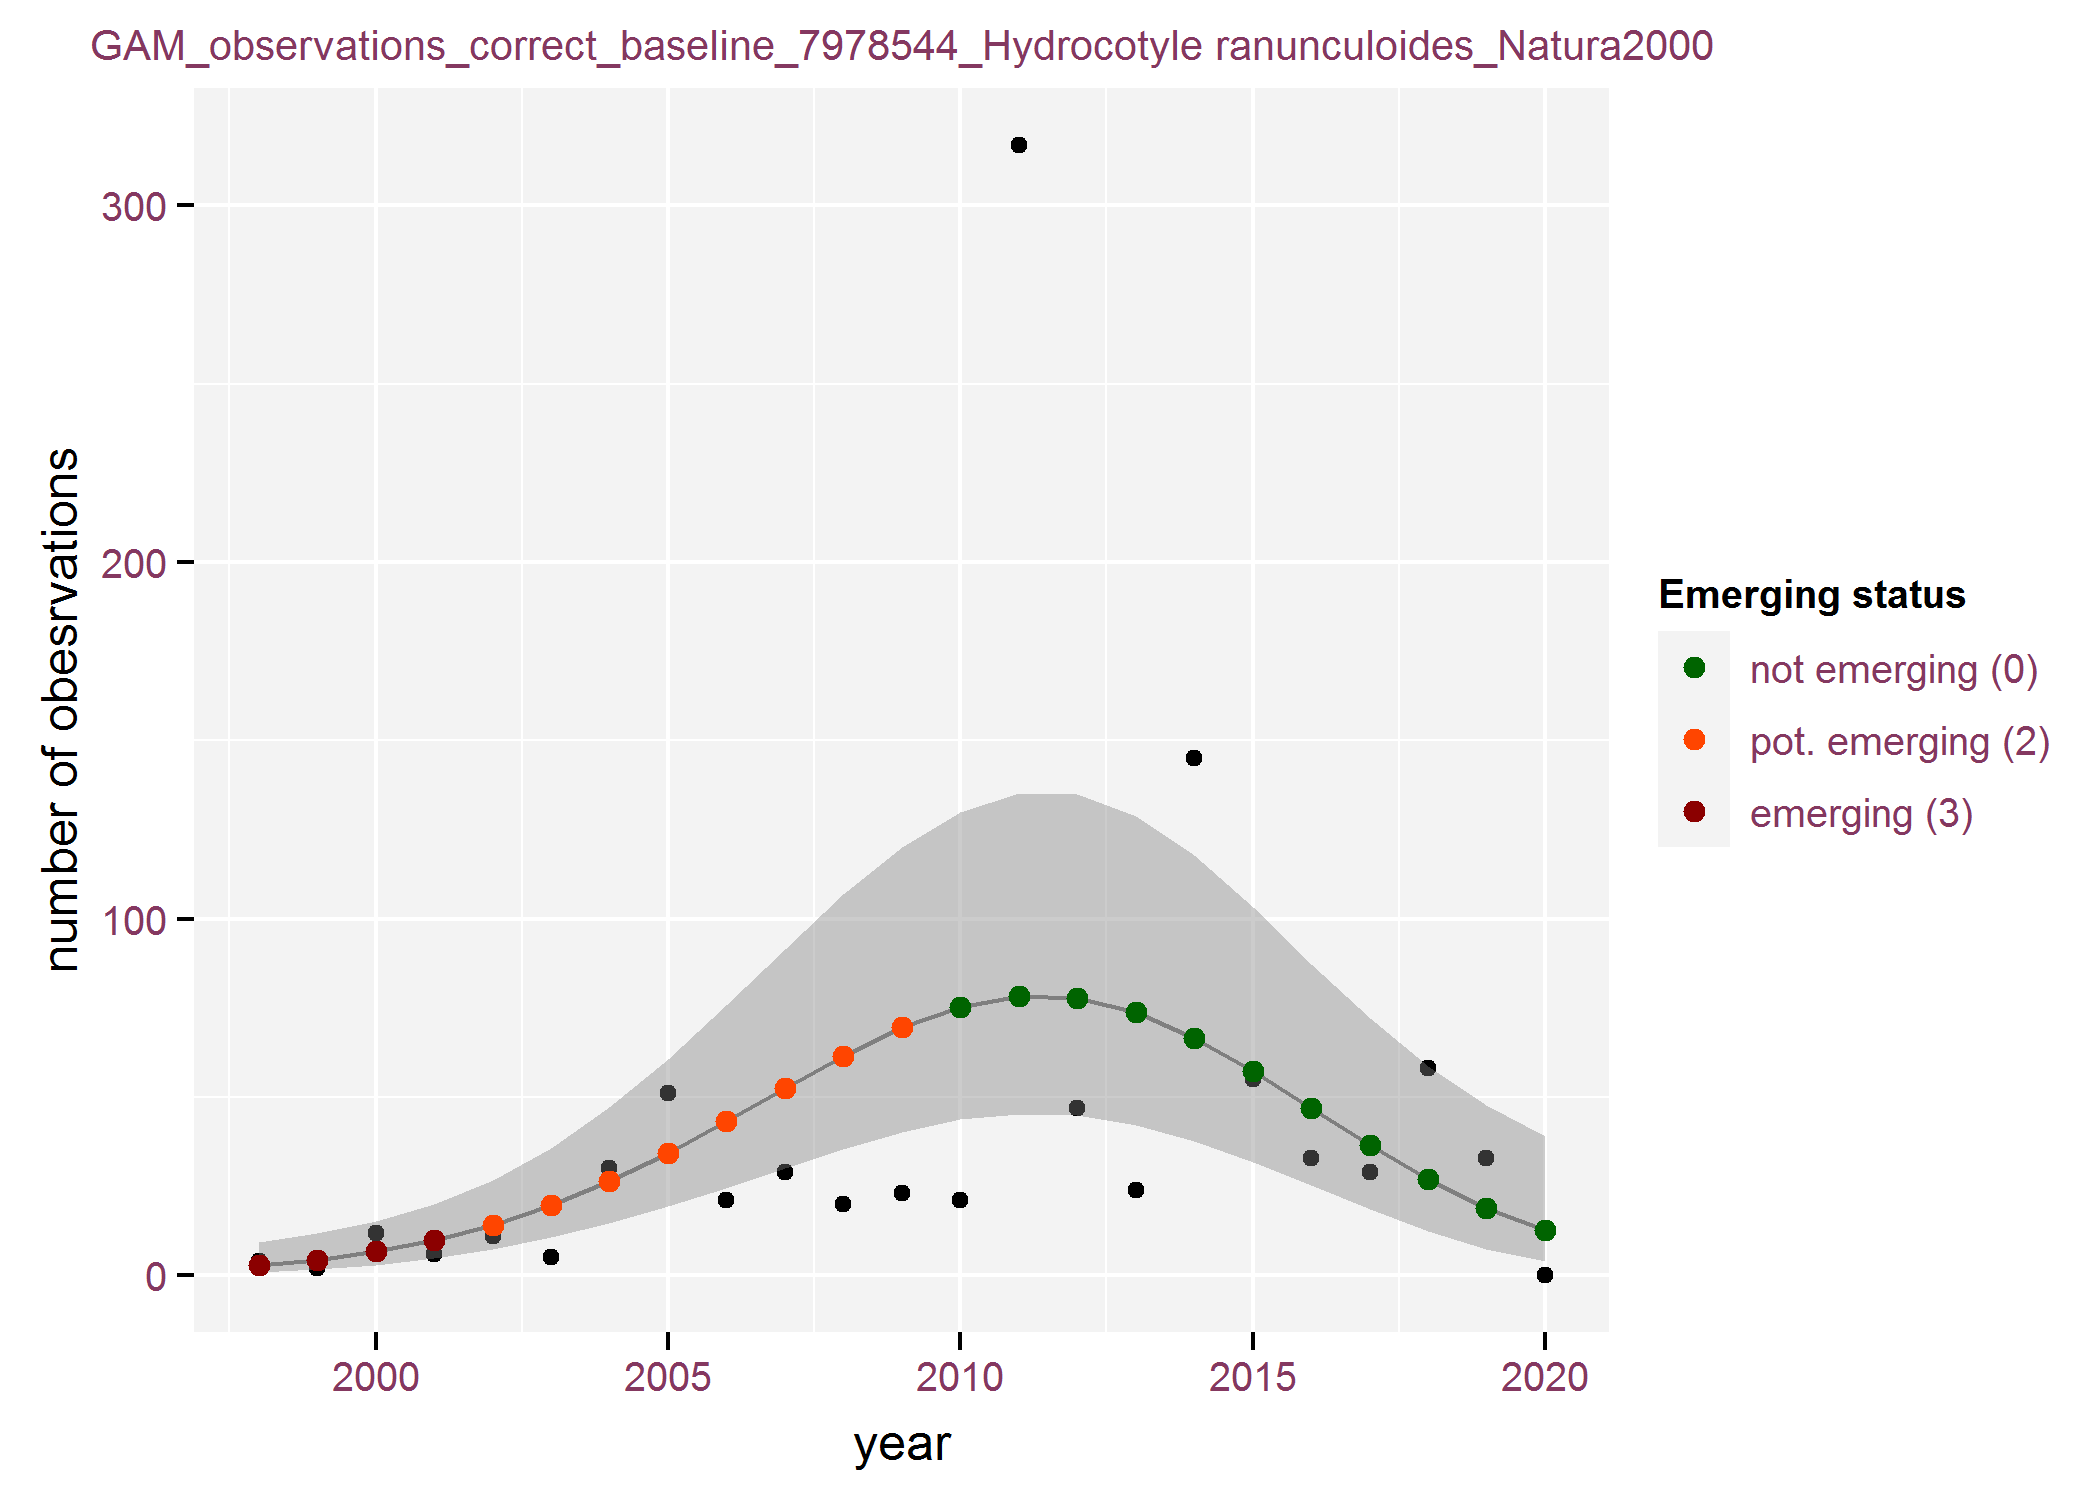 GAM_observations_correct_baseline_7978544_Hydrocotyle ranunculoides_Natura2000
number of obesrvations
300
200
100
0
2000
2005
2010
2015
2020
year
Emerging status
not emerging (0)
pot. emerging (2)
emerging (3)